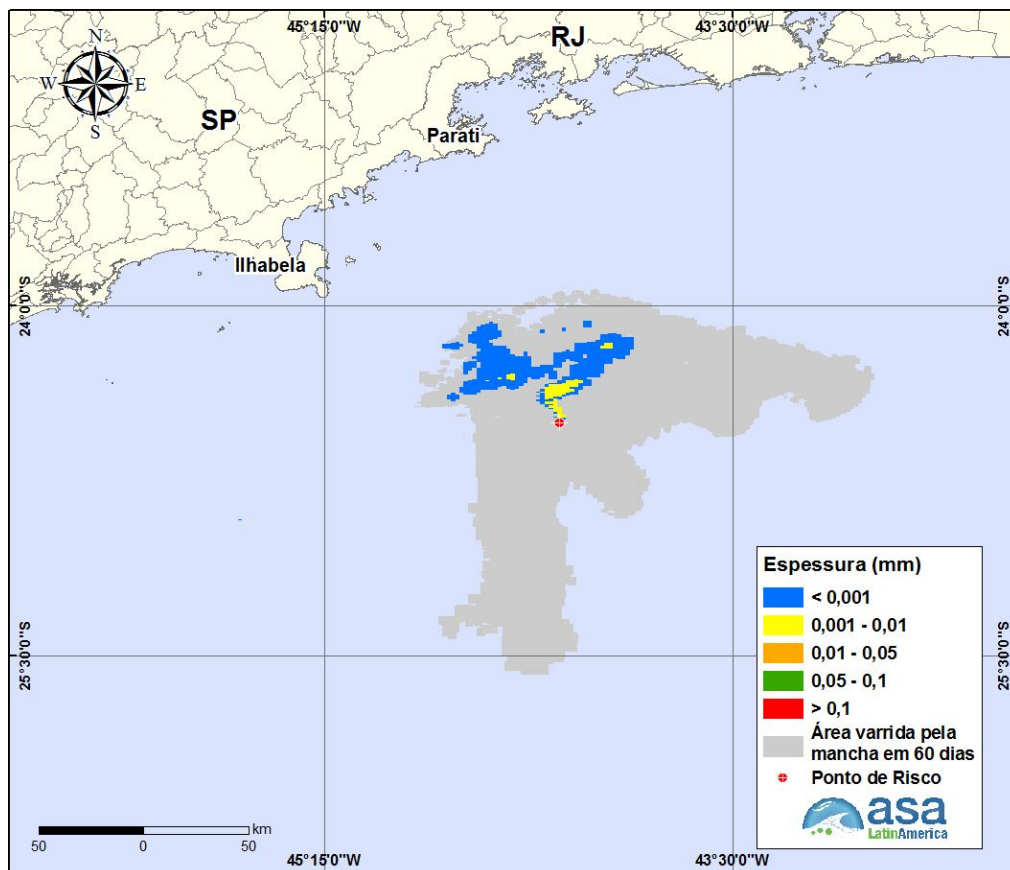 45°15'0"W
43°30'0"W
RJ
N
W
E
S
SP
Parati
Ilhabela
24°0'0"S
24°0'0"S
25°30'0"S
25°30'0"S
Espessura (mm)
< 0,001
0,001 - 0,01
0,01 - 0,05
0,05 - 0,1
> 0,1
Área varrida pela
mancha em 60 dias
Ponto de Risco
asa
LatinAmerica
km
50
0
50
45°15'0"W
43°30'0"W